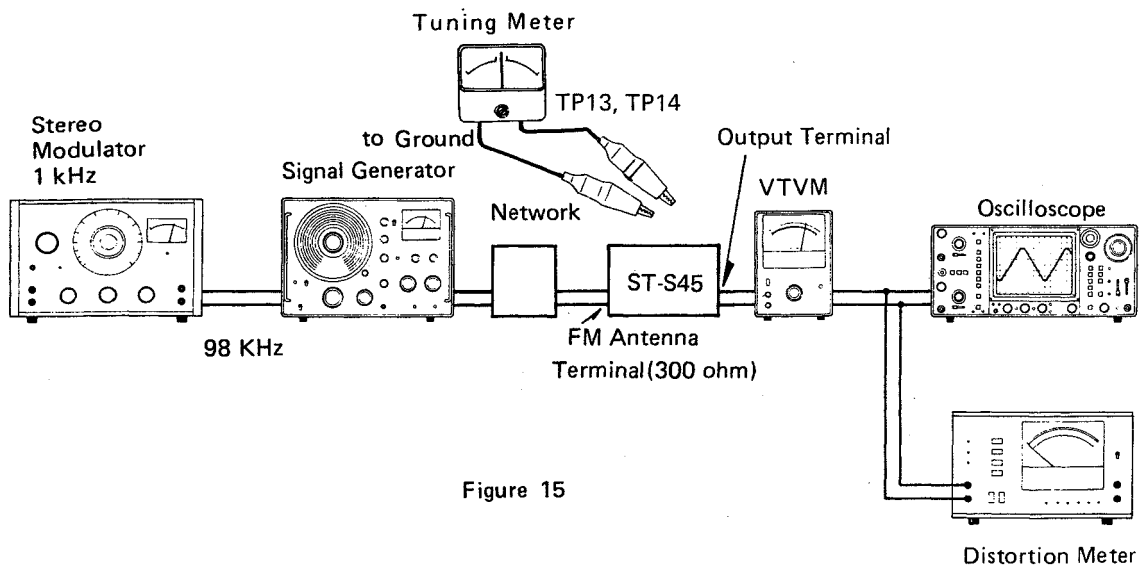 Tuning Meter
TP13, TP14
to Ground
Stereo
Modulator
1 kHz
Signal Generator
Output Terminal
VTVM
Network
Oscilloscope
ST-S45
98 KHz
FM Antenna
Terminal(300 ohm)
Figure 15
Distortion Meter